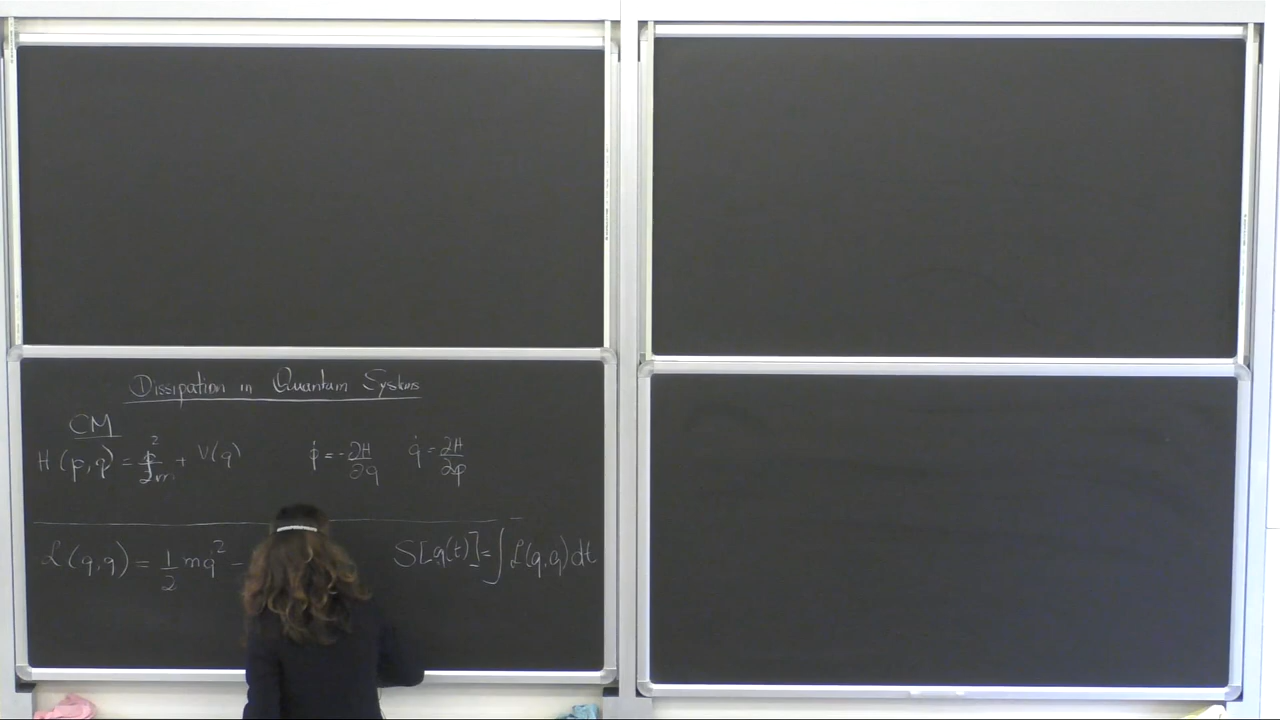 Dissipation in Quantum Systems
CM
H(p,q) = p²/2m + V(q) ṗ = -∂H/∂q q̇ = ∂H/∂p
ℒ(q,q̇) = 1/2 mq̇² - S[q(t)] = ∫ ℒ(q,q̇)dt